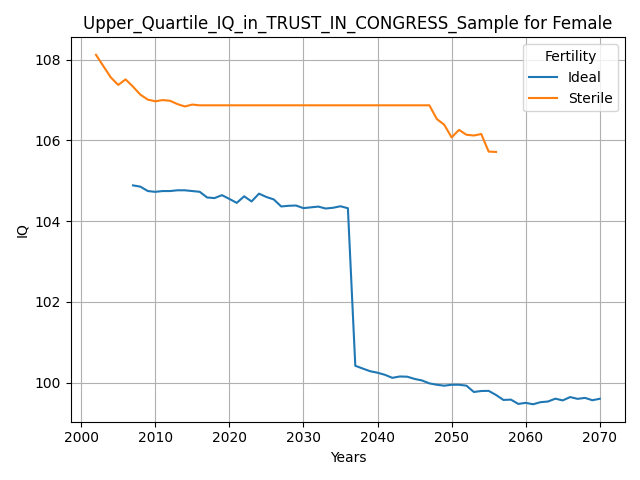 Upper_Quartile_IQ_in_TRUST_IN_CONGRESS_Sample for Female
Fertility
Ideal
Sterile
108
106
104
102
100
IQ
2000 2010 2020 2030 2040 2050 2060 2070
Years